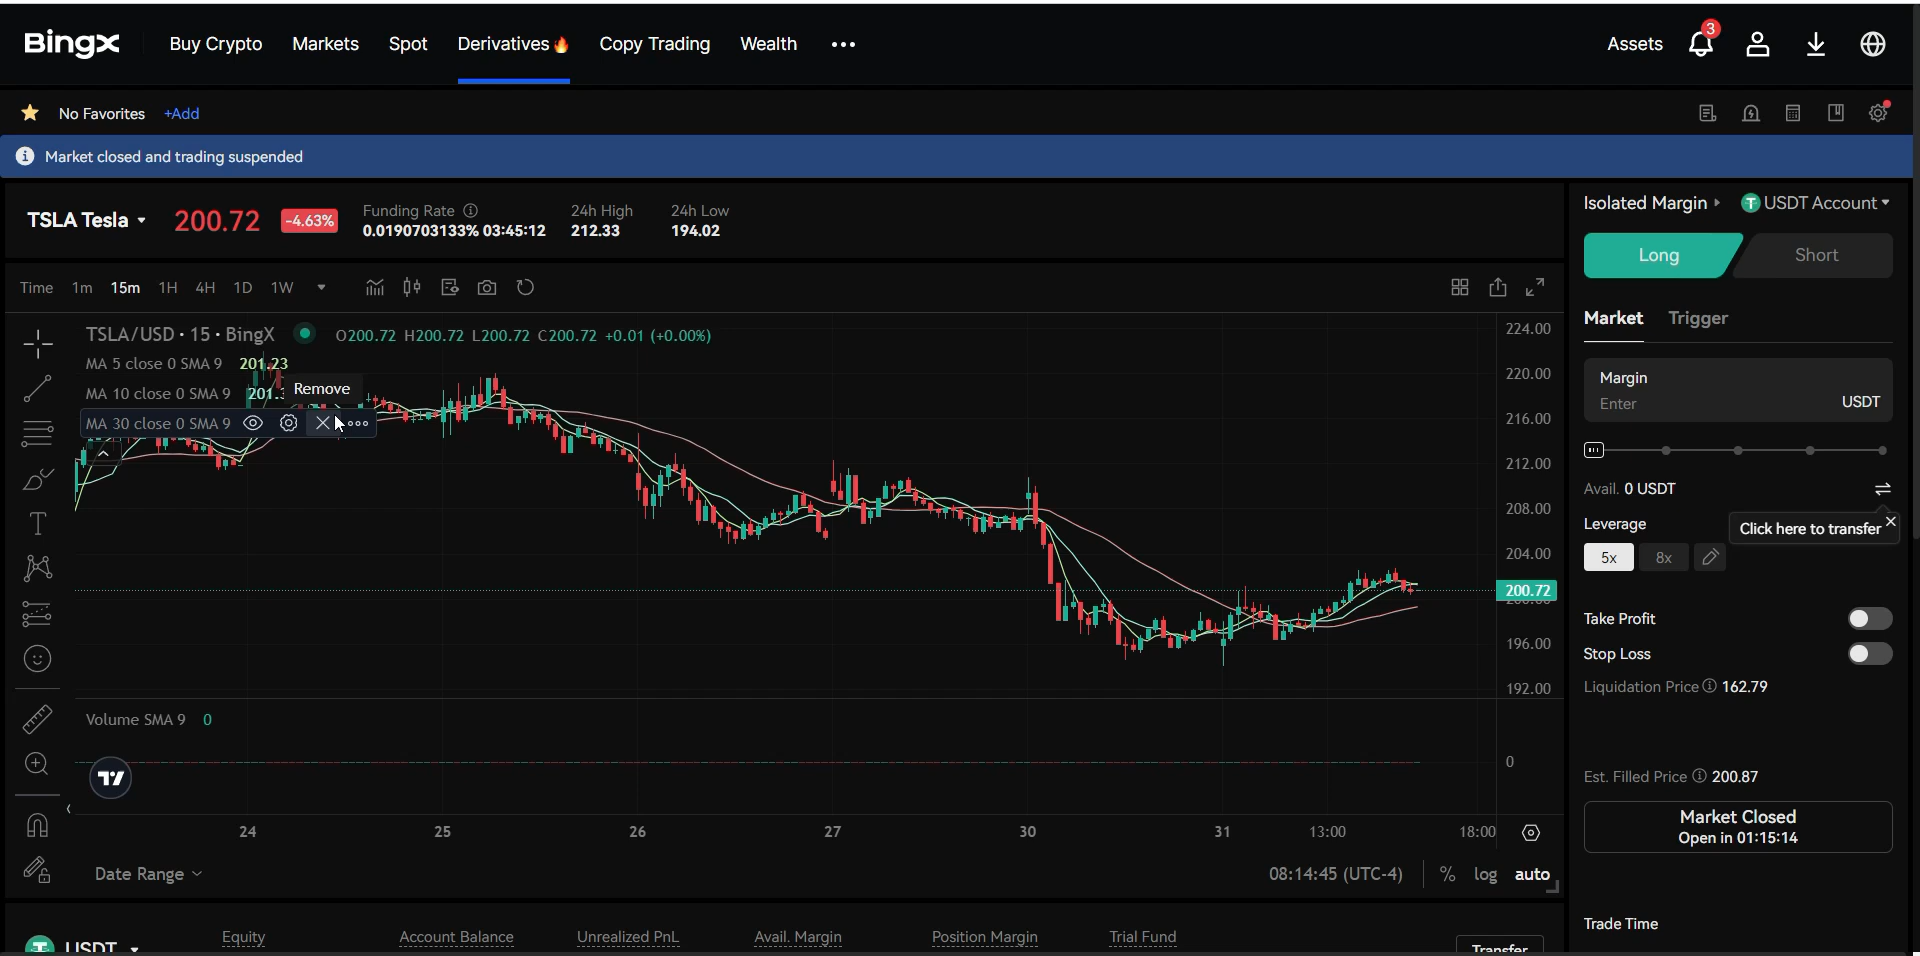 BingX Buy Crypto Markets Spot Derivatives Copy Trading Wealth ••• Assets 3
No Favorites +Add
Market closed and trading suspended
TSLA Tesla 200.72 -4.63%
Funding Rate 24h High 24h Low
0.0190703133% 03:45:12 212.33 194.02
Time 1m 15m 1H 4H 1D 1W
TSLA/USD · 15 · BingX O200.72 H200.72 L200.72 C200.72 +0.01 (+0.00%)
MA 5 close 0 SMA 9 201.23
MA 10 close 0 SMA 9
Remove
MA 30 close 0 SMA 9
224.00
220.00
216.00
212.00
208.00
204.00
200.72
196.00
192.00
Volume SMA 9 0
0
24 25 26 27 30 31 13:00 18:00
Date Range 08:14:45 (UTC-4) % log auto
USDT Equity Account Balance Unrealized PnL Avail. Margin Position Margin Trial Fund Transfer
Isolated Margin USDT Account
Long Short
Market Trigger
Margin
Enter USDT
Avail. 0 USDT
Leverage
Click here to transfer
5x 8x
Take Profit
Stop Loss
Liquidation Price 162.79
Est. Filled Price 200.87
Market Closed
Open in 01:15:14
Trade Time